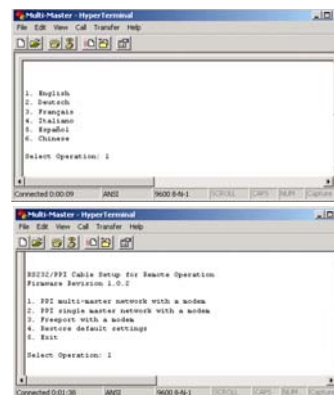 Multi-Master - HyperTerminal
File Edit View Call Transfer Help
1. English
2. Deutsch
3. Français
4. Italiano
5. Español
6. Chinese
Select Operation: 1
Connected 0:00:09 ANSI 9600 8-N-1 SCROLL CAPS NUM Capture
Multi-Master - HyperTerminal
File Edit View Call Transfer Help
RS232/PPI Cable Setup for Remote Operation
Firmware Revision 1.0.2
1. PPI multi-master network with a modem
2. PPI single master network with a modem
3. Freeport with a modem
4. Restore default settings
5. Exit
Select Operation: 1
Connected 0:01:38 ANSI 9600 8-N-1 SCROLL CAPS NUM Capture